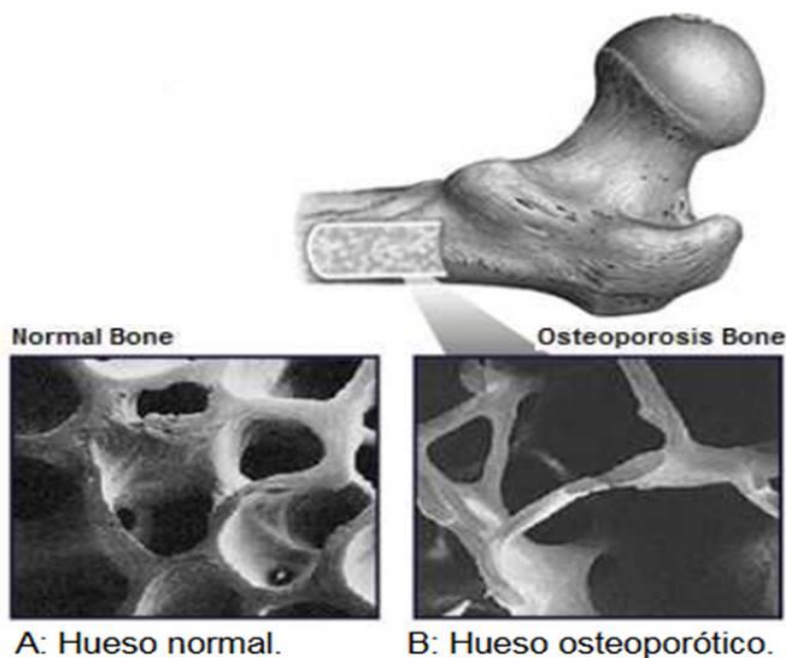 Normal Bone
Osteoporosis Bone
A: Hueso normal.
B: Hueso osteoporótico.